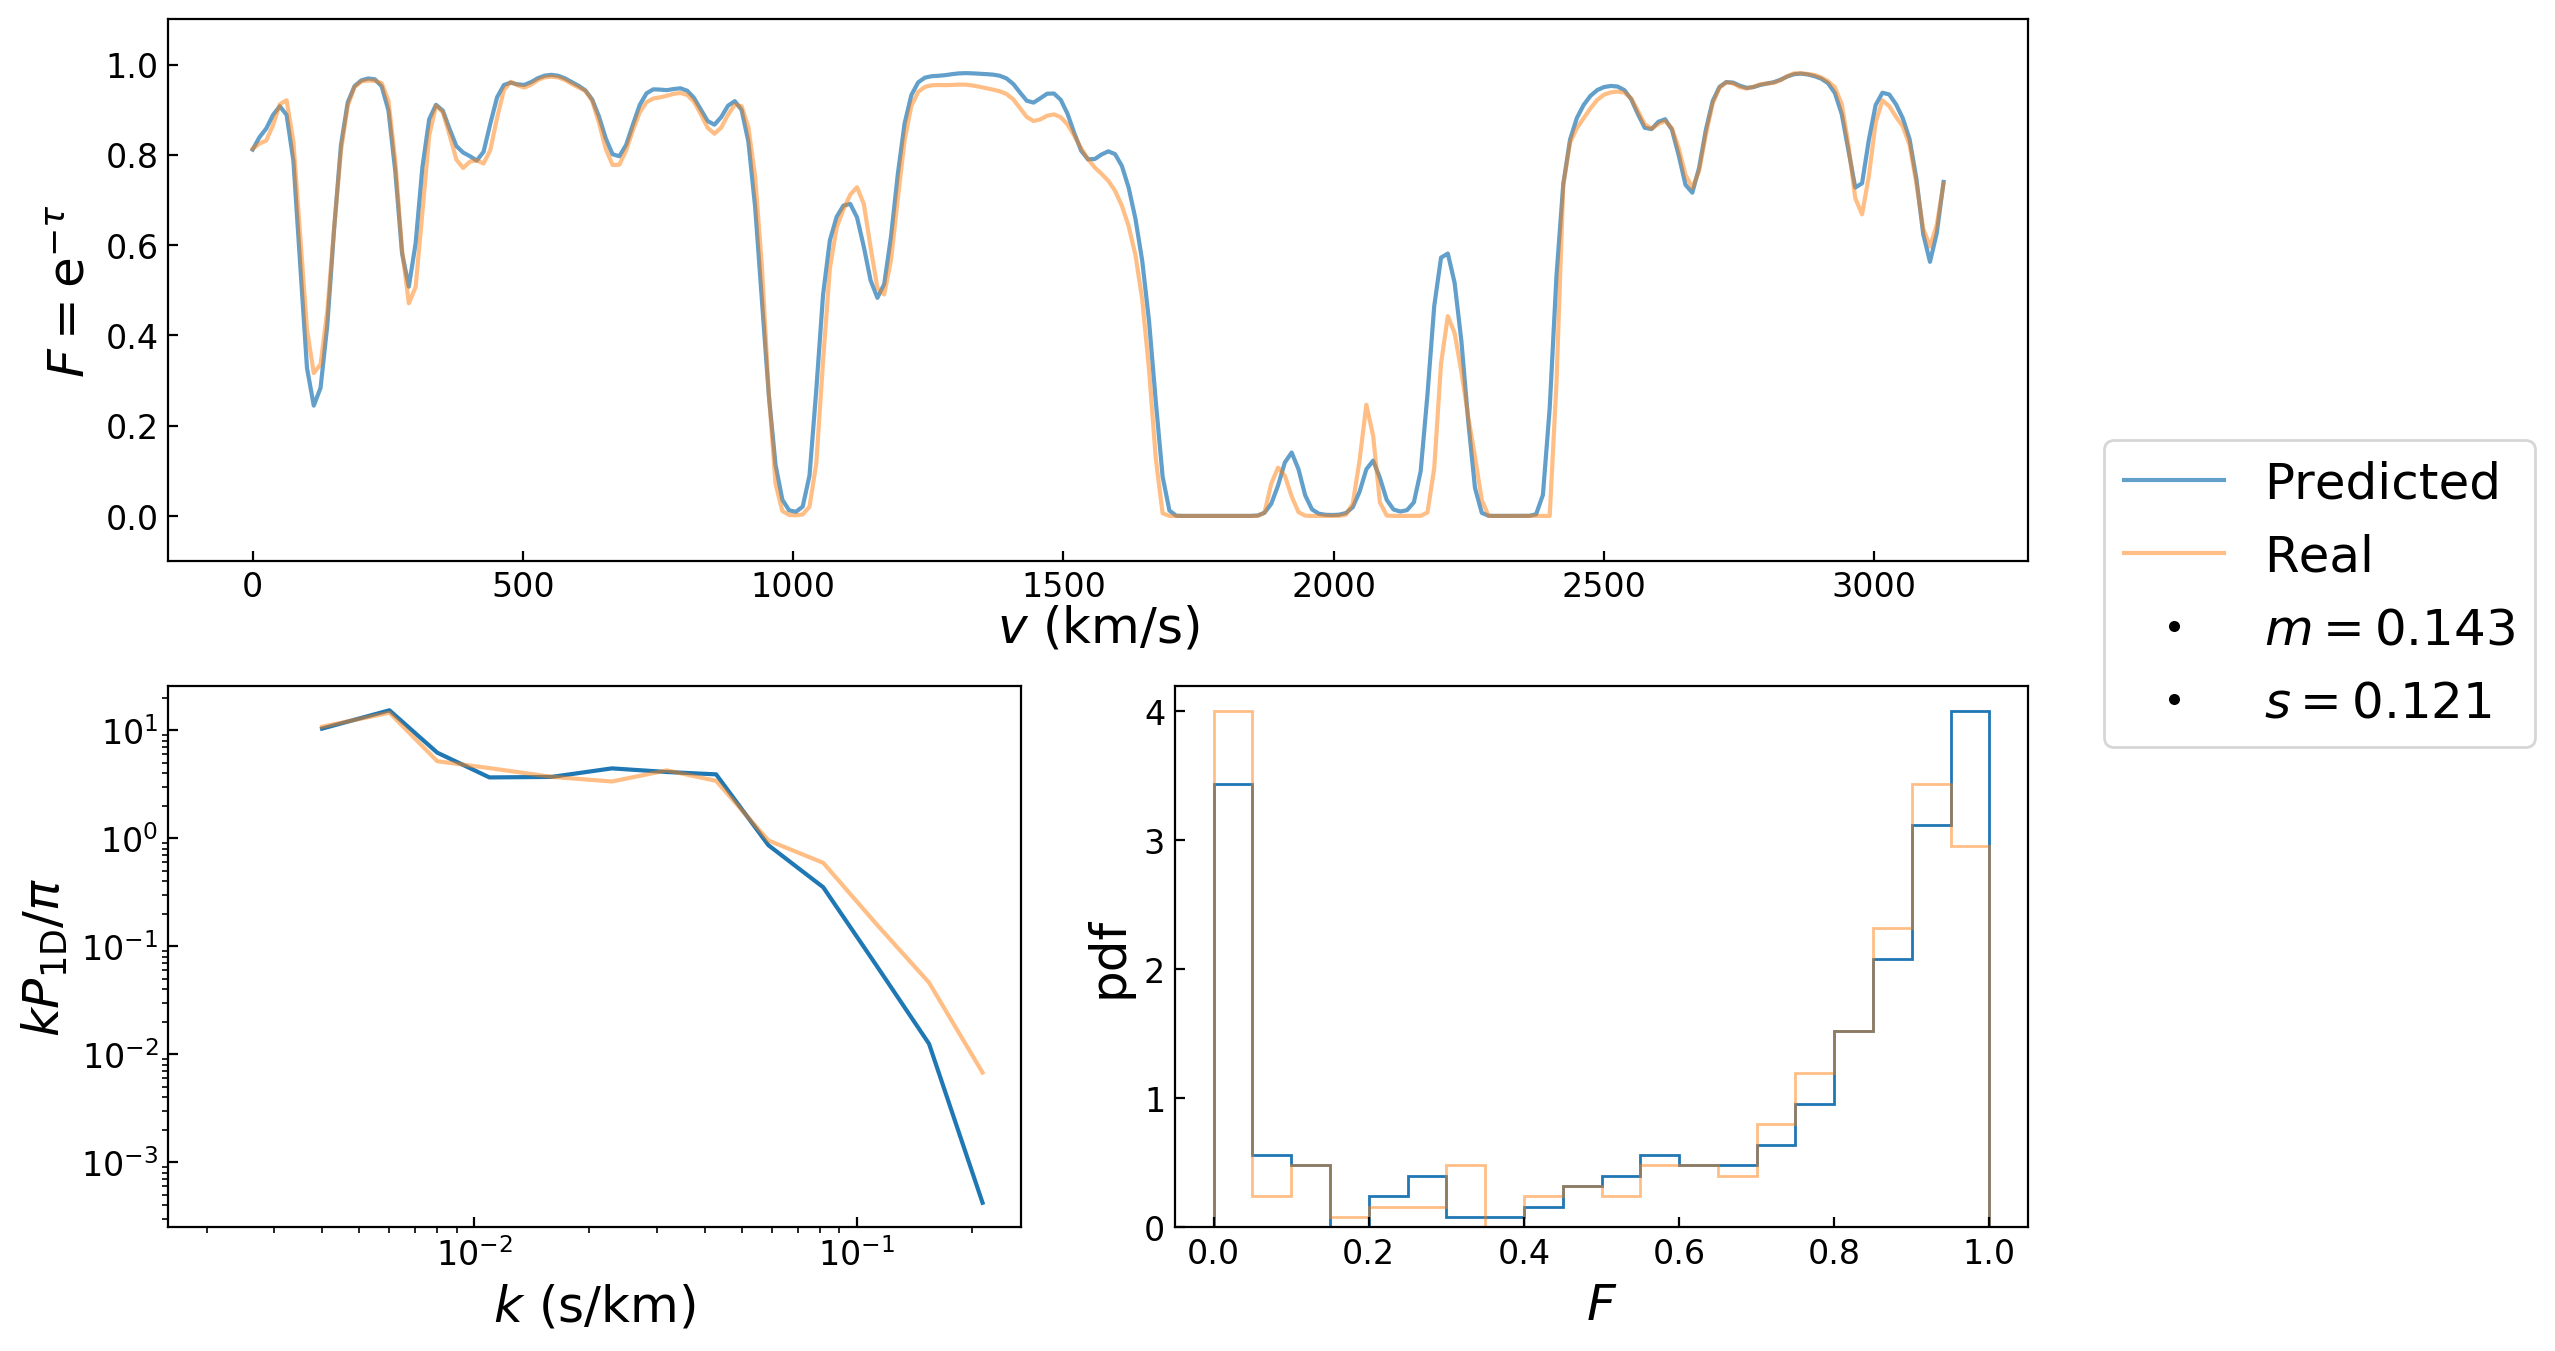 1.0
0.8
0.6
0.4
0.2
0.0
F = e^{-τ}
0 500 1000 1500 2000 2500 3000
v (km/s)
Predicted
Real
m = 0.143
s = 0.121
10^1
10^0
10^{-1}
10^{-2}
10^{-3}
kP_{1D}/π
10^{-2} 10^{-1}
k (s/km)
4
3
2
1
0
pdf
0.0 0.2 0.4 0.6 0.8 1.0
F